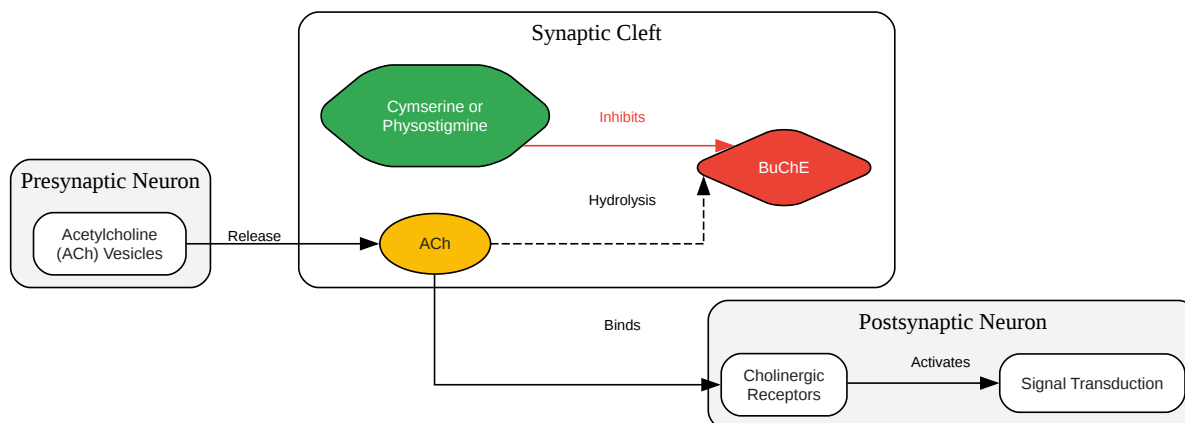 Synaptic Cleft
Cymserine or
Physostigmine
Inhibits
BuChE
Presynaptic Neuron
Acetylcholine
(ACh) Vesicles
Release
ACh
Hydrolysis
Binds
Postsynaptic Neuron
Cholinergic
Receptors
Activates
Signal Transduction